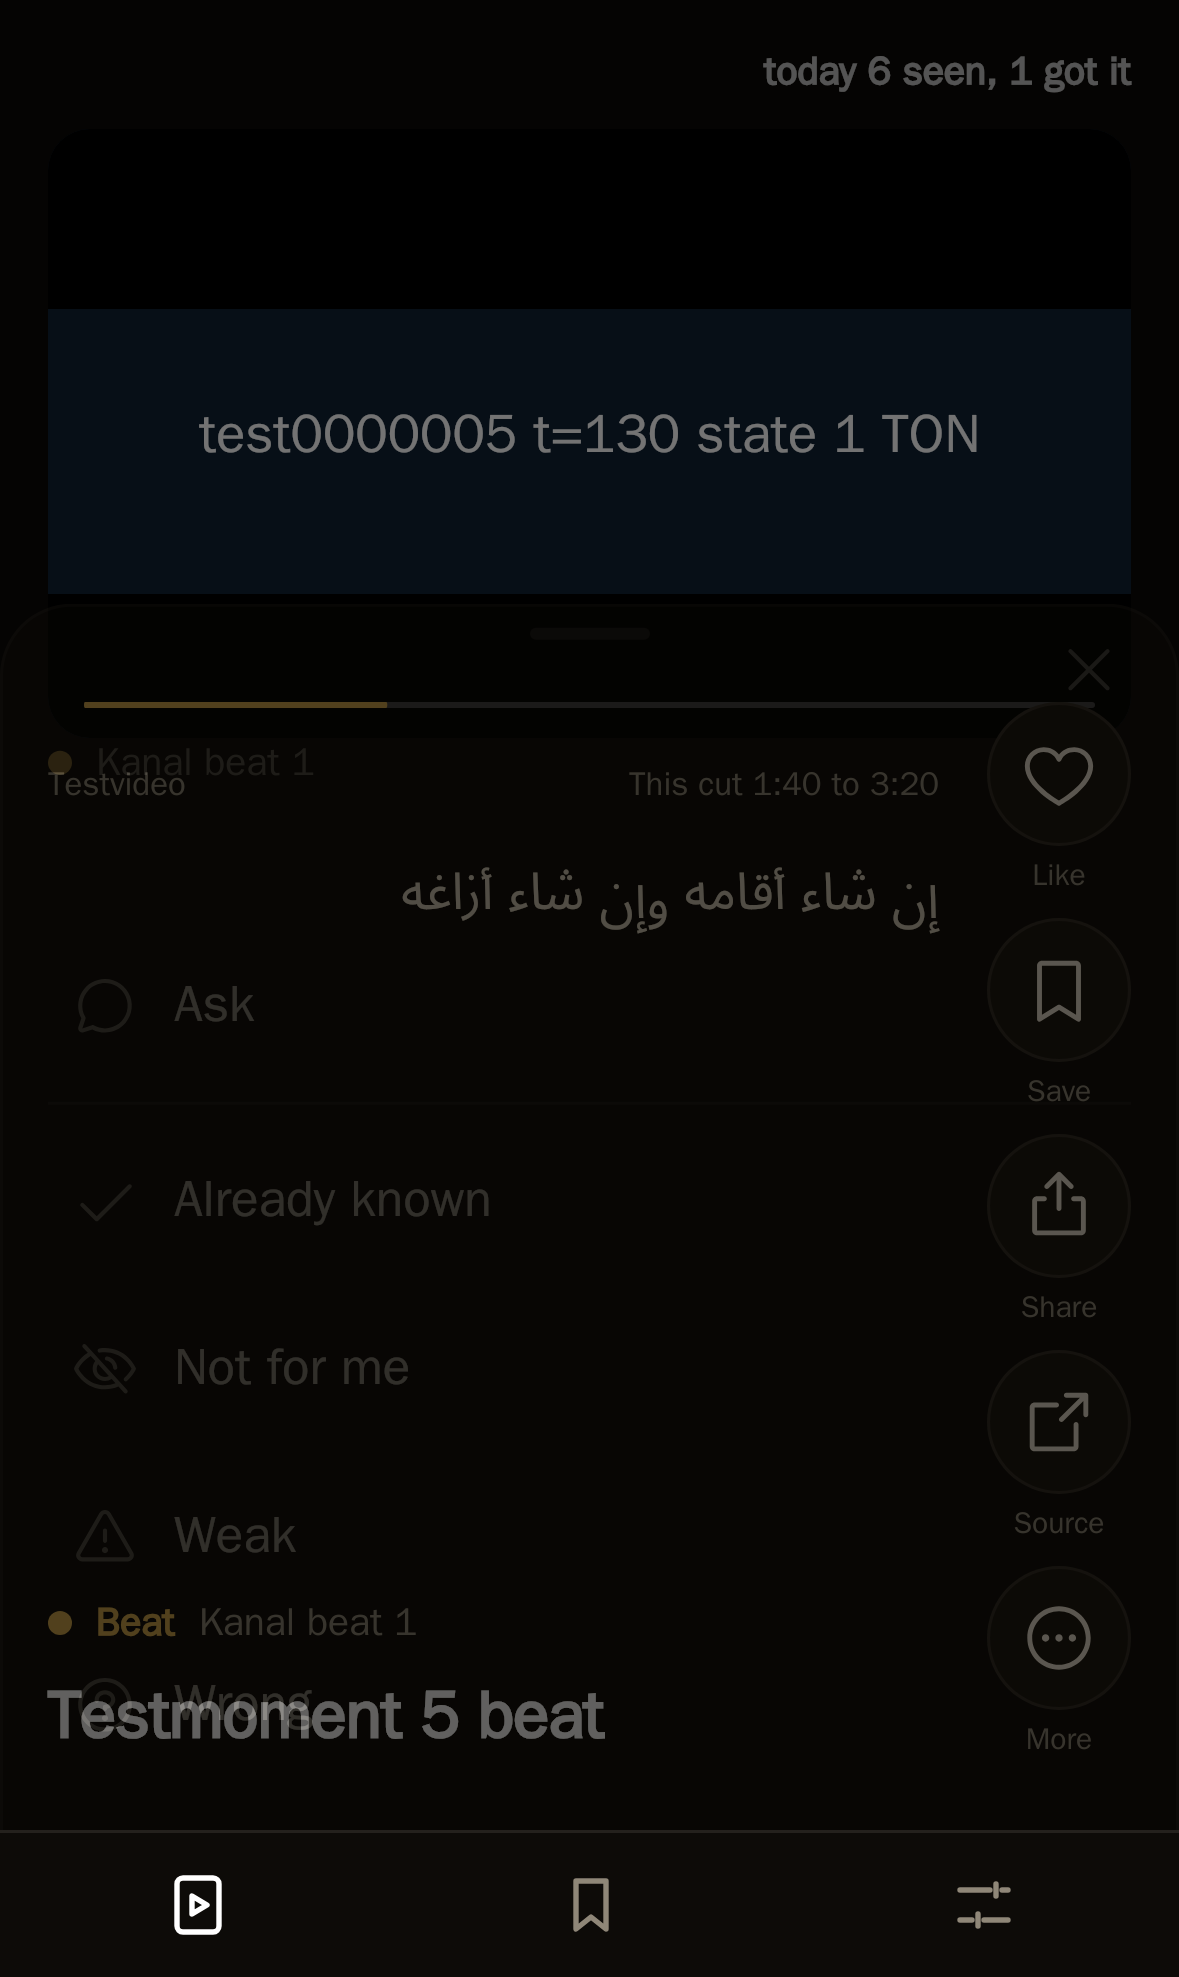 today 6 seen, 1 got it
test0000005 t=130 state 1 TON
Kanal beat 1
Testvideo
This cut 1:40 to 3:20
إن شاء أقامه وإن شاء أزاغه
Like
Ask
Save
Already known
Share
Not for me
Source
Weak
Beat Kanal beat 1
Wrong
Testmoment 5 beat
More